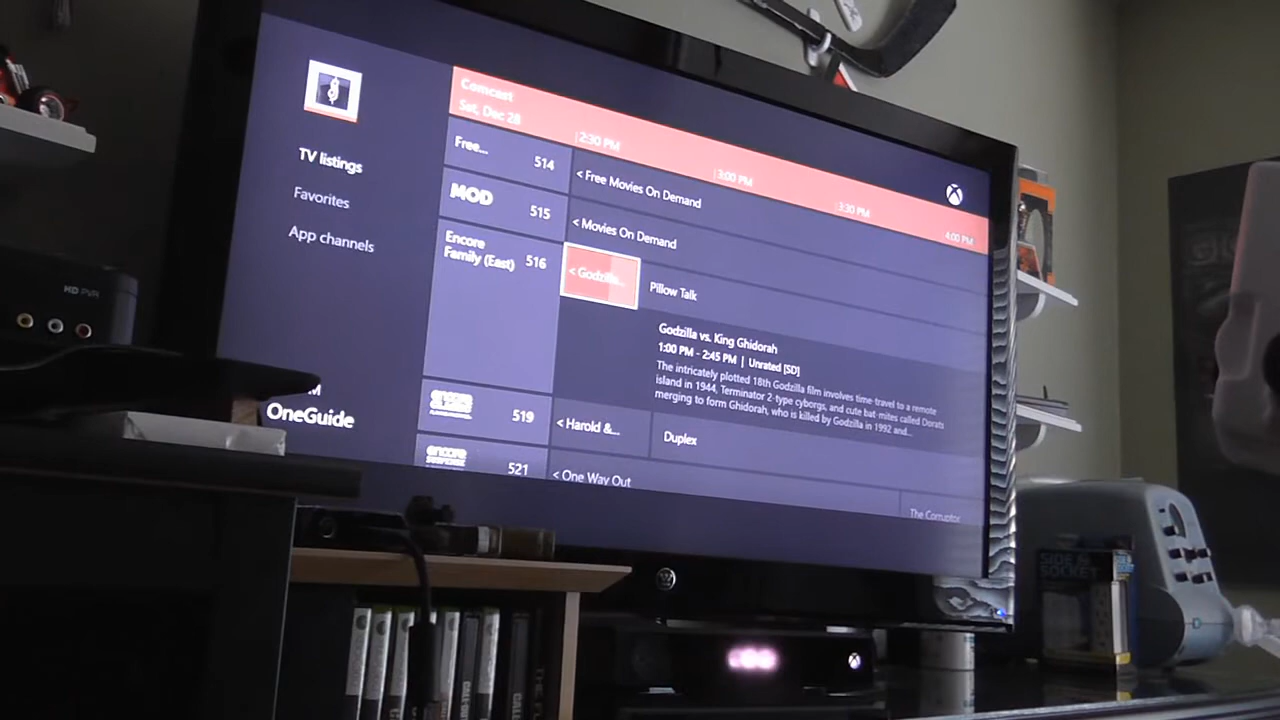 Comcast
Sat, Dec 28
2:30 PM
3:00 PM
3:30 PM
4:00 PM
TV listings
Favorites
App channels
OneGuide
Free...
514
< Free Movies On Demand
MOD
515
< Movies On Demand
Encore
Family (East)
516
< Godzilla...
Pillow Talk
Godzilla vs. King Ghidorah
1:00 PM - 2:45 PM | Unrated [SD]
The intricately plotted 18th Godzilla film involves time-travel to a remote
island in 1944, Terminator 2-type cyborgs, and cute bat-mites called Dorats
merging to form Ghidorah, who is killed by Godzilla in 1992 and...
encore
519
< Harold &...
Duplex
encore
521
< One Way Out
The Corruptor
HD PVR
SIDE
SOCKET